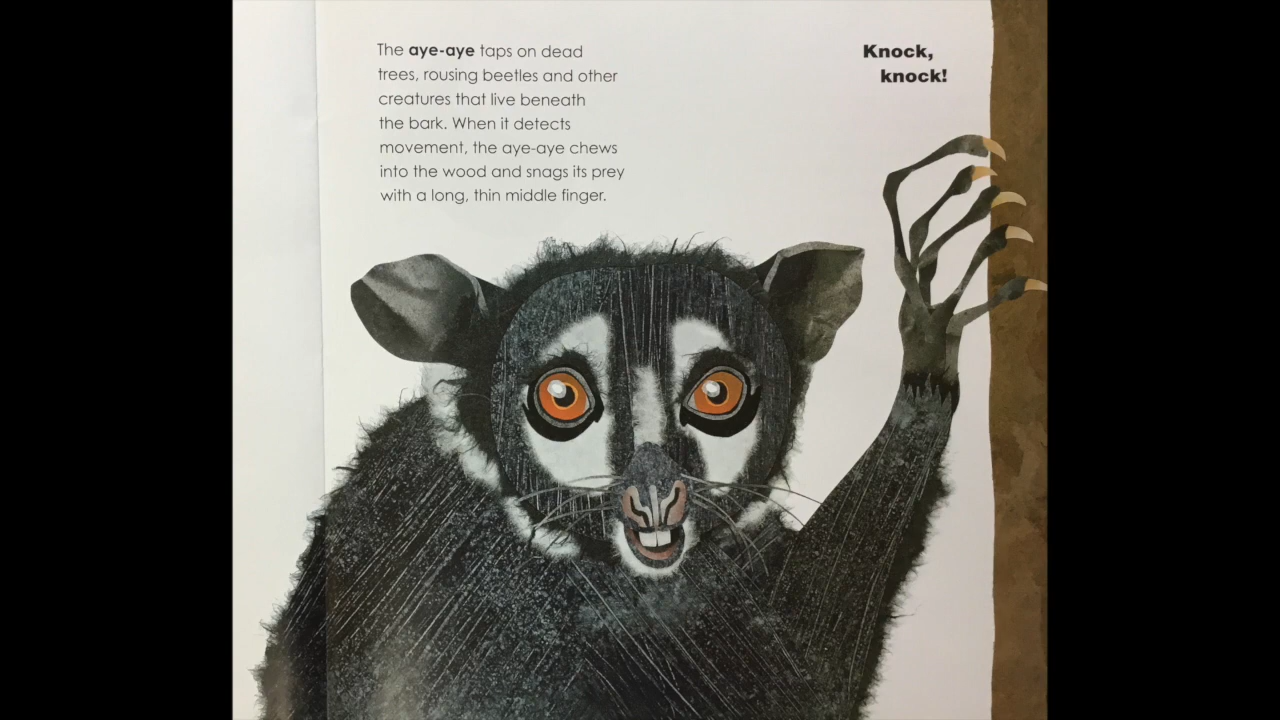 The aye-aye taps on dead
trees, rousing beetles and other
creatures that live beneath
the bark. When it detects
movement, the aye-aye chews
into the wood and snags its prey
with a long, thin middle finger.
Knock,
knock!